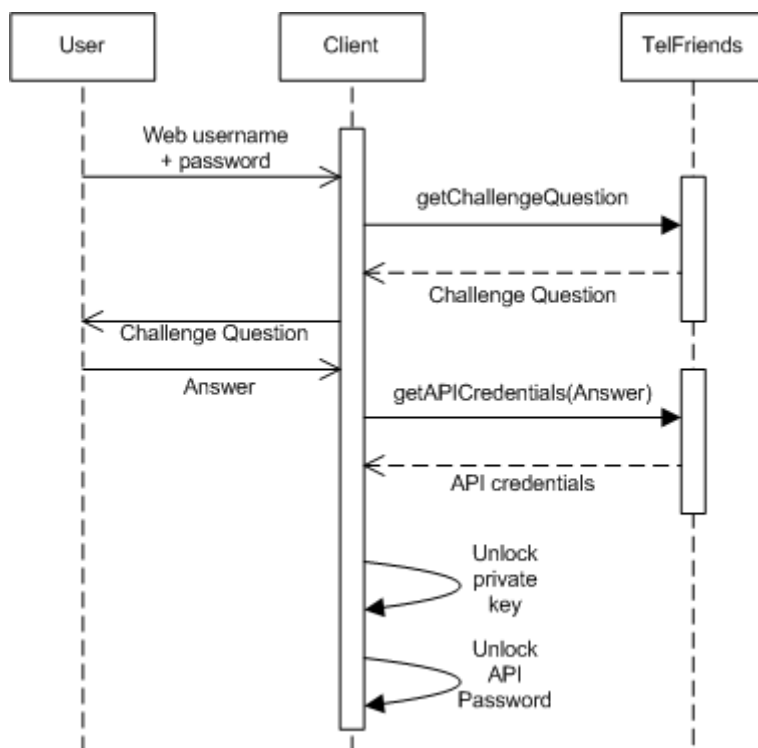 User
Client
TelFriends
Web username
+ password
getChallengeQuestion
Challenge Question
Challenge Question
Answer
getAPICredentials(Answer)
API credentials
Unlock
private
key
Unlock
API
Password